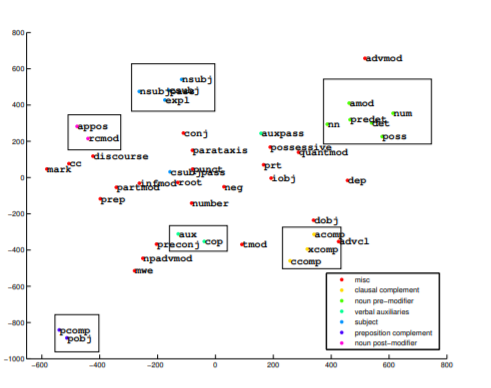 800
advmod
600
nsubj
nsubjpass
csubj
expl
amod
num
400
predet
det
nn
appos
rcmod
poss
200
conj
auxpass
parataxis
possessive
quantmod
discourse
cc
mark
punct
prt
csubjpass
0
partmod
infmod
root
neg
iobj
dep
prep
number
-200
dobj
aux
cop
acomp
preconj
tmod
advcl
xcomp
-400
npadvmod
ccomp
mwe
-600
misc
clausal complement
noun pre-modifier
verbal auxiliaries
subject
preposition complement
noun post-modifier
-800
pcomp
pobj
-1000
-600 -400 -200 0 200 400 600 800